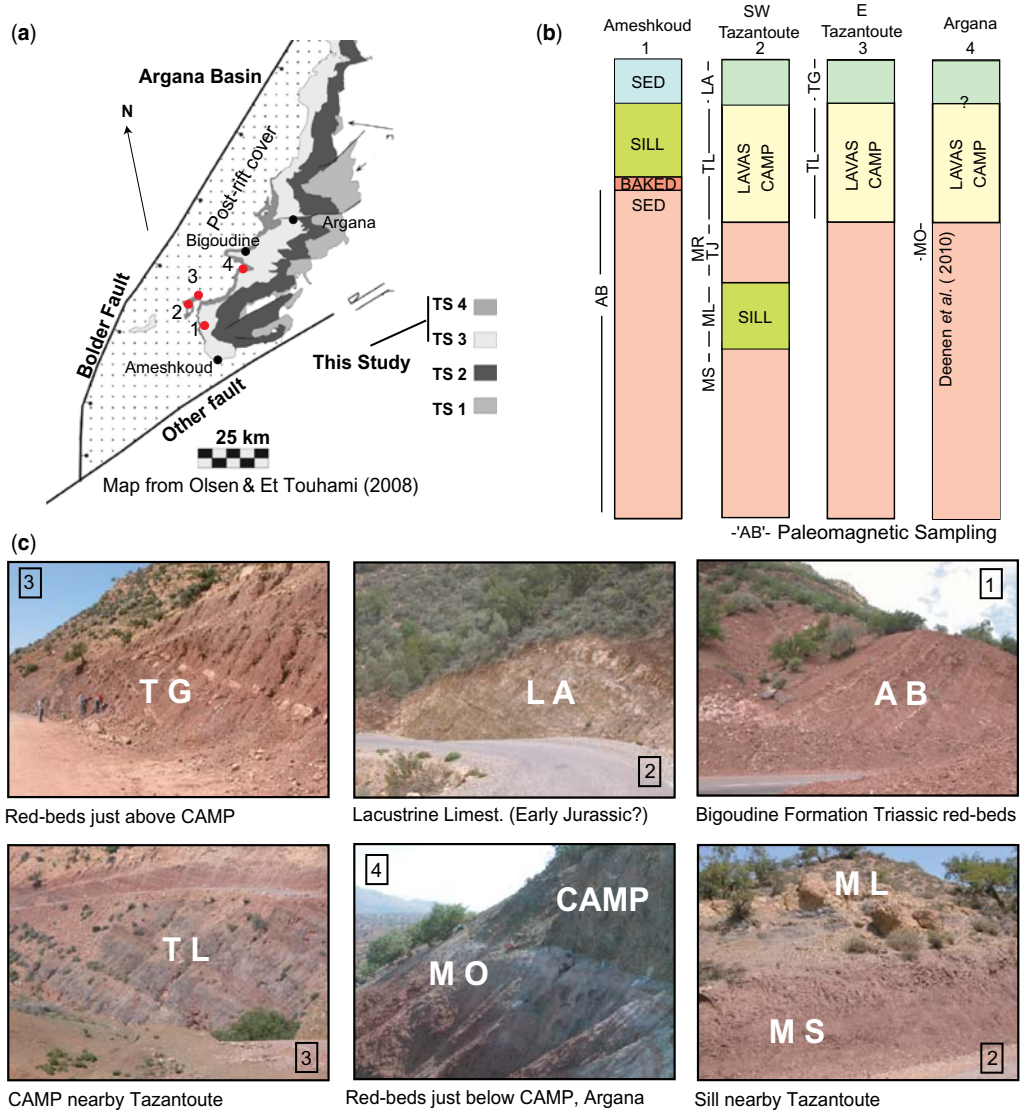 (a)
Argana Basin
N
Post-rift cover
Bigoudine
Argana
4
3
2
1
Ameshkoud
Bolder Fault
Other fault
This Study
TS 4
TS 3
TS 2
TS 1
25 km
Map from Olsen & Et Touhami (2008)
(b)
Ameshkoud
1
SW
Tazantoute
2
E
Tazantoute
3
Argana
4
SED
SILL
BAKED
SED
AB
LA
TL
MR
TJ
ML
MS
LAVAS
CAMP
SILL
TG
TL
LAVAS
CAMP
MO
?
LAVAS
CAMP
Deenen et al. ( 2010)
-'AB'- Paleomagnetic Sampling
(c)
3
T G
Red-beds just above CAMP
L A
2
Lacustrine Limest. (Early Jurassic?)
1
A B
Bigoudine Formation Triassic red-beds
T L
3
CAMP nearby Tazantoute
4
CAMP
M O
Red-beds just below CAMP, Argana
M L
M S
2
Sill nearby Tazantoute